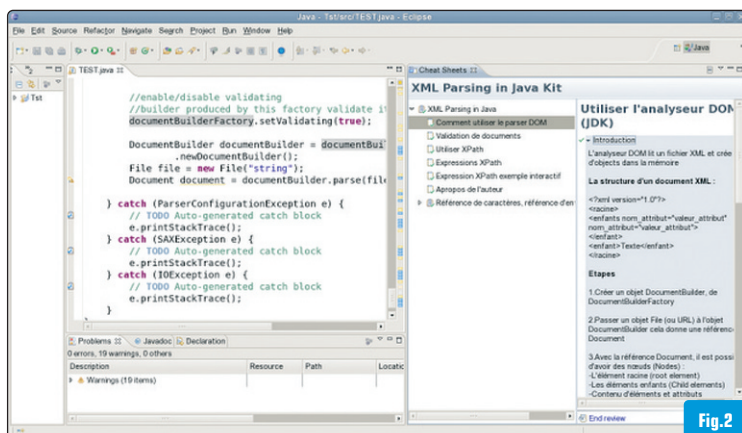 Java - Tst/src/TEST.java - Eclipse
File Edit Source Refactor Navigate Search Project Run Window Help
Java
TEST.java
Tst
//enable/disable validating
//builder produced by this factory validate it
documentBuilderFactory.setValidating(true);
DocumentBuilder documentBuilder = documentBui
.newDocumentBuilder();
File file = new File("string");
Document document = documentBuilder.parse(file
} catch (ParserConfigurationException e) {
// TODO Auto-generated catch block
e.printStackTrace();
} catch (SAXException e) {
// TODO Auto-generated catch block
e.printStackTrace();
} catch (IOException e) {
// TODO Auto-generated catch block
e.printStackTrace();
}
Problems Javadoc Declaration
0 errors, 19 warnings, 0 others
Description Resource Path Locatic
Warnings (19 items)
Cheat Sheets
XML Parsing in Java Kit
XML Parsing in Java
Comment utiliser le parser DOM
Validation de documents
Utiliser XPath
Expressions XPath
Expression XPath exemple interactif
Apropos de l'auteur
Référence de caractères, référence d'en
Utiliser l'analyseur DOM
(JDK)
Introduction
L'analyseur DOM lit un fichier XML et crée
d'objets dans la mémoire
La structure d'un document XML :
<?xml version="1.0"?>
<racine>
<enfants nom_attribut="valeur_attribut"
nom_attribut="valeur_attribut">
</enfant>
<enfant>Texte</enfant>
</racine>
Etapes
1.Créer un objet DocumentBuilder, de
DocumentBuilderFactory
2.Passer un objet File (ou URL) à l'objet
DocumentBuilder cela donne une référenc
Document
3.Avec la référence Document, il est possi
d'avoir des nœuds (Nodes) :
-L'élément racine (root element)
-Les éléments enfants (Child elements)
-Contenu d'éléments et attributs
End review
Fig.2